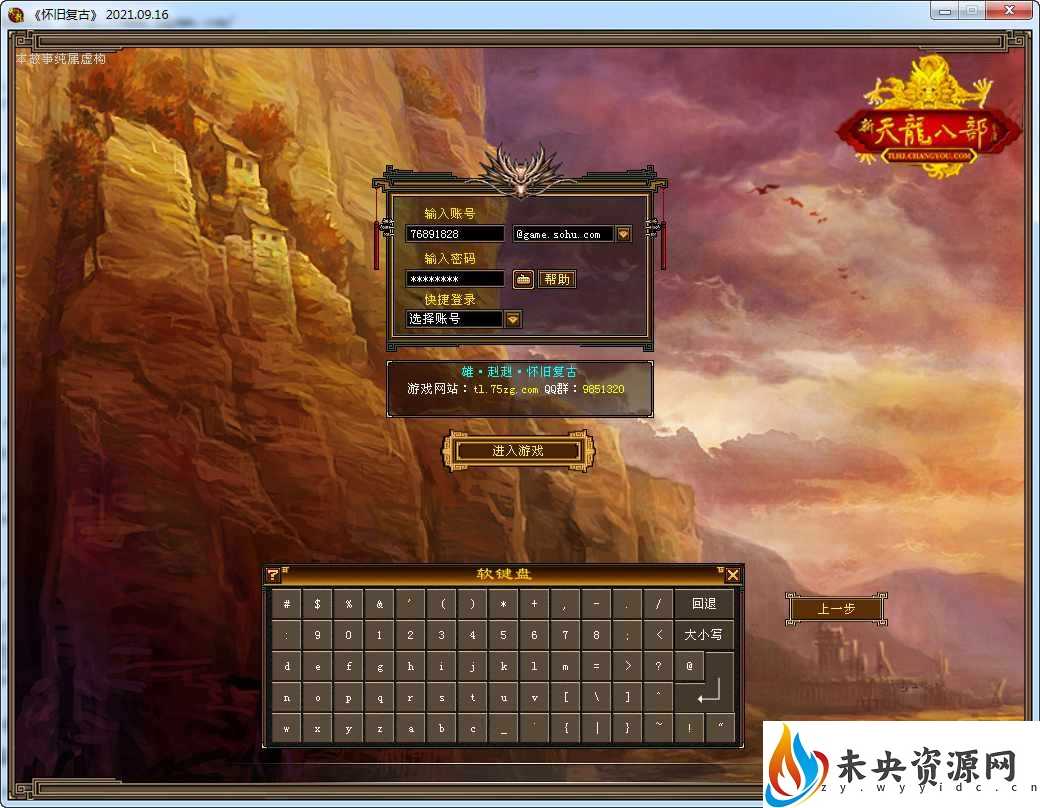 《怀旧复古》 2021.09.16
本故事纯属虚构
新天龍八部
TLHJ.CHANGYOU.COM
输入账号
76891828 @game.sohu.com
输入密码
******** 帮助
快捷登录
选择账号
雄·赳赳·怀旧复古
游戏网站：tl.75zg.com QQ群：9851320
进入游戏
? 软键盘 X
# $ % & ' ( ) * + , - . / 回退
: 9 0 1 2 3 4 5 6 7 8 ; < 大小写
d e f g h i j k l m = > ? @
n o p q r s t u v [ \ ] ^
w x y z a b c _ ` { | } ~ ! "
上一步
未央资源网
zy.wyyidc.cn